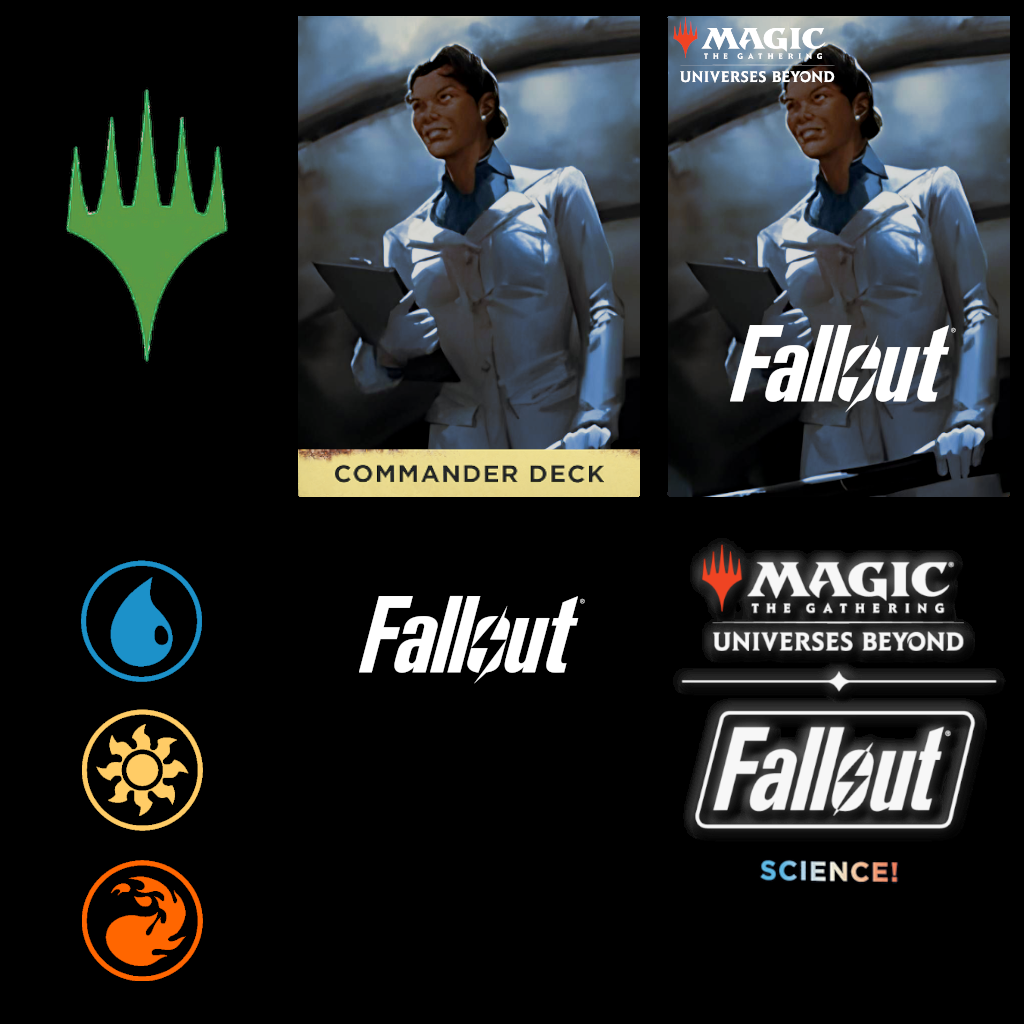 MAGIC
THE GATHERING
UNIVERSES BEYOND
Fallout®
COMMANDER DECK
Fallout®
MAGIC®
THE GATHERING
UNIVERSES BEYOND
Fallout®
SCIENCE!